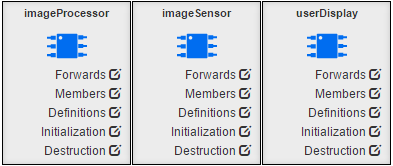 imageProcessor
Forwards
Members
Definitions
Initialization
Destruction
imageSensor
Forwards
Members
Definitions
Initialization
Destruction
userDisplay
Forwards
Members
Definitions
Initialization
Destruction